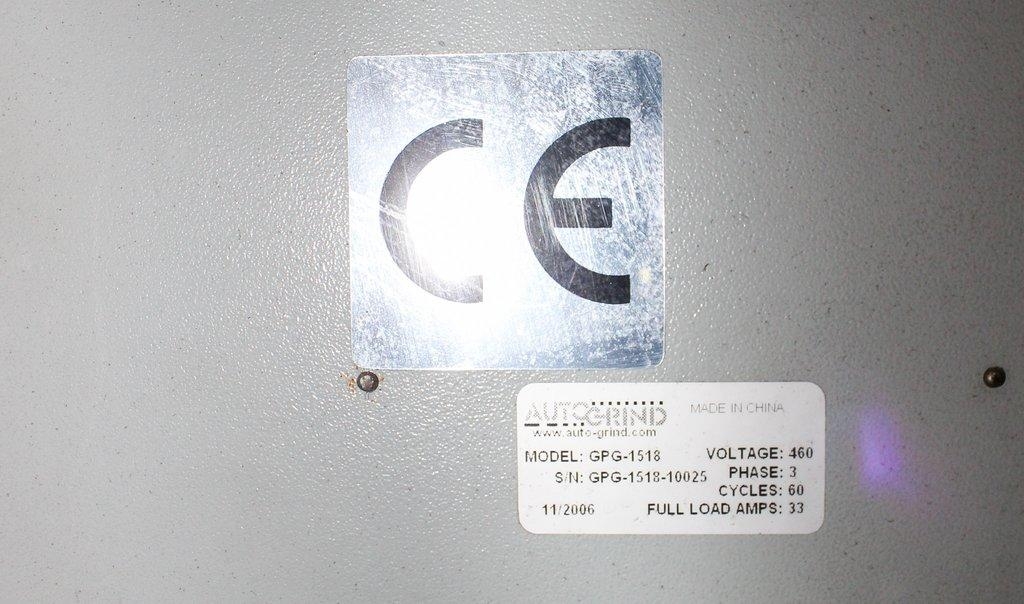 CE
AUTOGRIND MADE IN CHINA
www.auto-grind.com
MODEL: GPG-1518 VOLTAGE: 460
S/N: GPG-1518-10025 PHASE: 3
CYCLES: 60
11/2006 FULL LOAD AMPS: 33